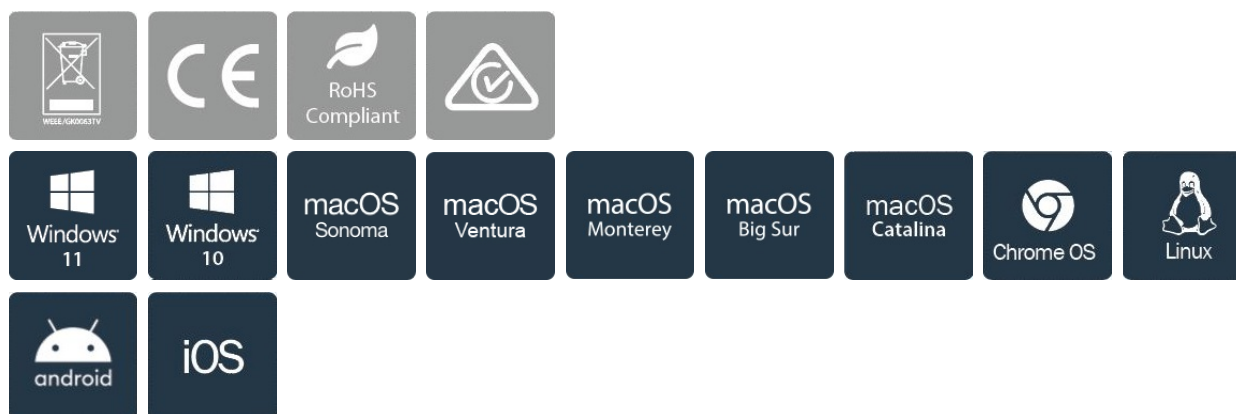 WEEE/GK0063TV
CE
RoHS
Compliant
Windows
11
Windows
10
macOS
Sonoma
macOS
Ventura
macOS
Monterey
macOS
Big Sur
macOS
Catalina
Chrome OS
Linux
android
iOS